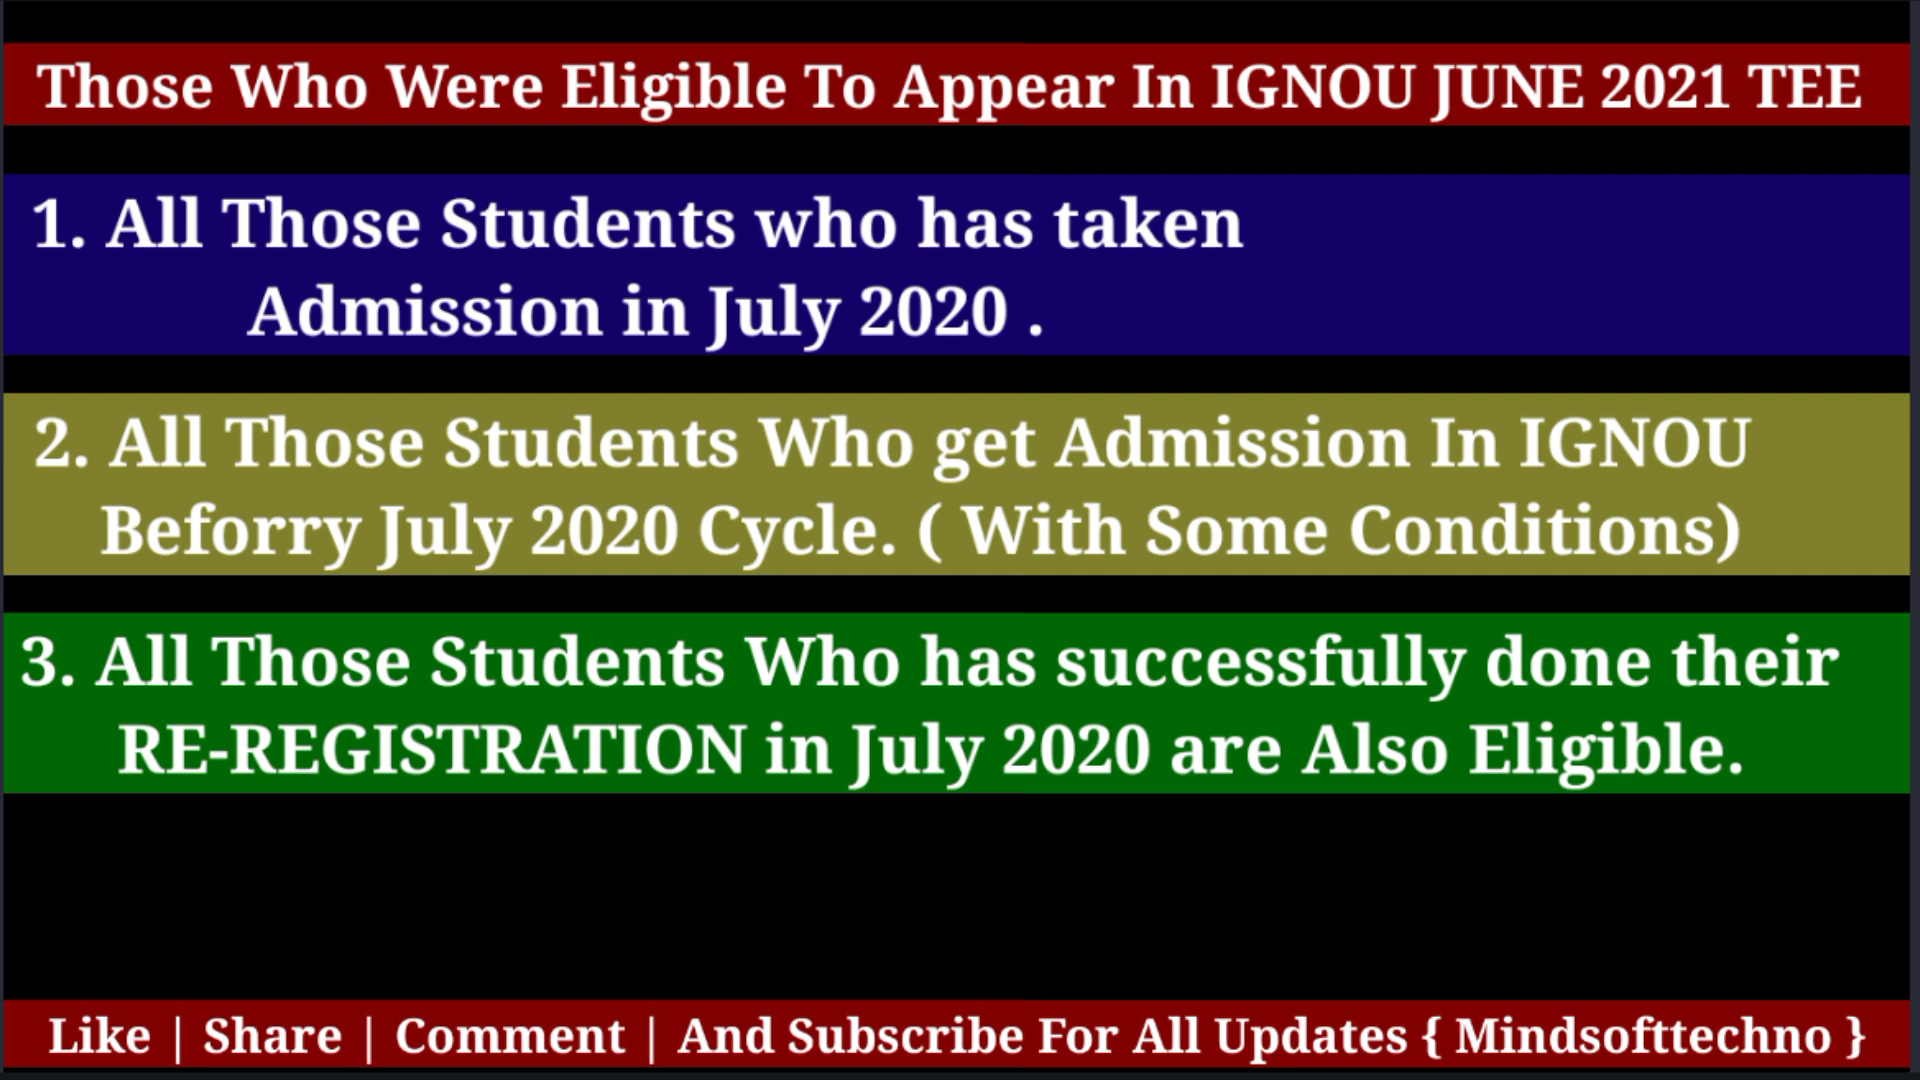 Those Who Were Eligible To Appear In IGNOU JUNE 2021 TEE
1. All Those Students who has taken
Admission in July 2020 .
2. All Those Students Who get Admission In IGNOU
Beforry July 2020 Cycle. ( With Some Conditions)
3. All Those Students Who has successfully done their
RE-REGISTRATION in July 2020 are Also Eligible.
Like | Share | Comment | And Subscribe For All Updates { Mindsofttechno }